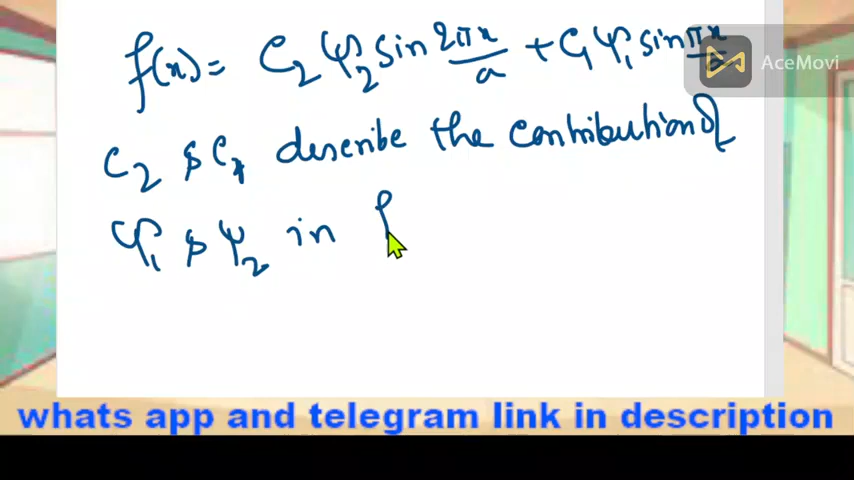 f(x) = C₂ ψ₂ sin 2πx/a + C₁ ψ₁ sin πx/a
AceMovi
C₂ & C₁ describe the contribution of
ψ₁ & ψ₂ in f
whats app and telegram link in description